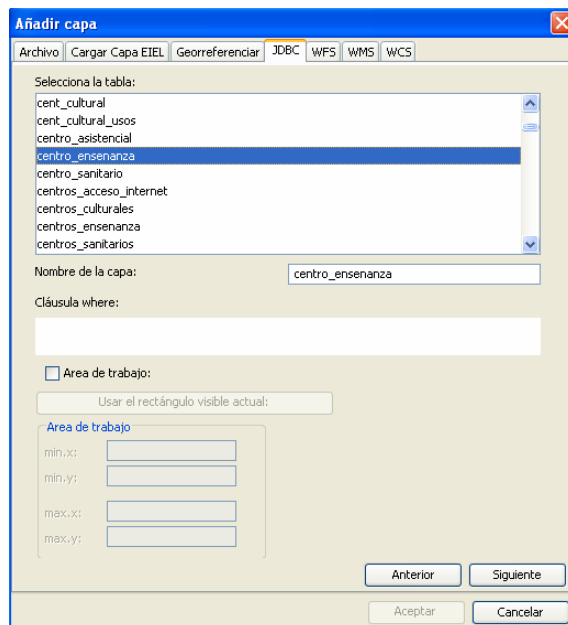 Añadir capa
Archivo Cargar Capa EIEL Georreferenciar JDBC WFS WMS WCS
Selecciona la tabla:
cent_cultural
cent_cultural_usos
centro_asistencial
centro_ensenanza
centro_sanitario
centros_acceso_internet
centros_culturales
centros_ensenanza
centros_sanitarios
Nombre de la capa: centro_ensenanza
Cláusula where:
Area de trabajo:
Usar el rectángulo visible actual:
Area de trabajo
min.x:
min.y:
max.x:
max.y:
Anterior Siguiente
Aceptar Cancelar